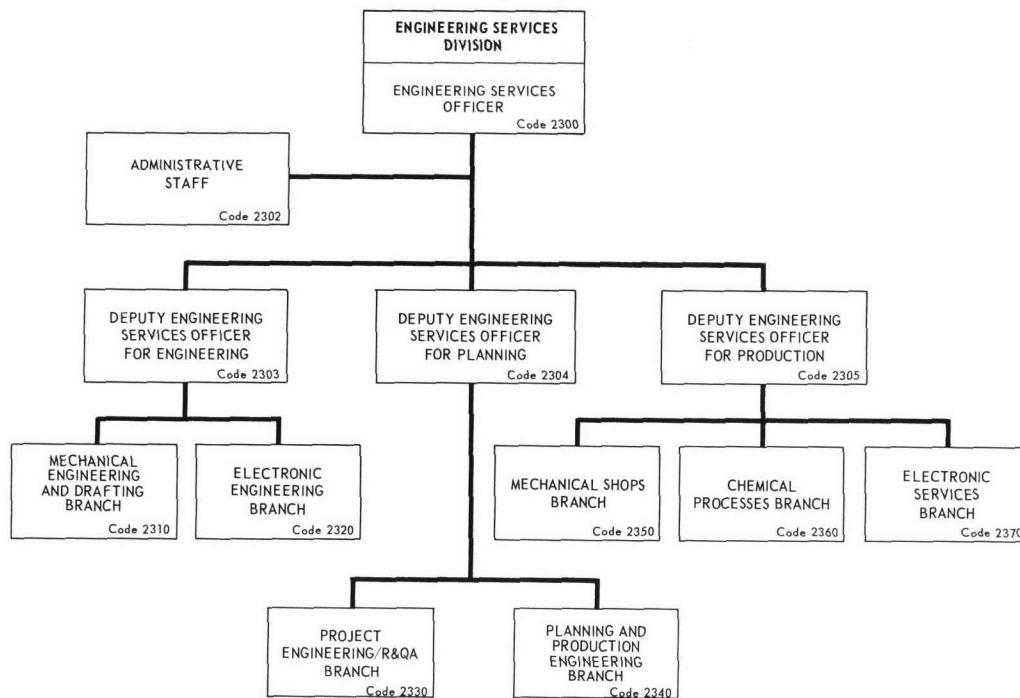 ENGINEERING SERVICES
DIVISION
ENGINEERING SERVICES
OFFICER
Code 2300
ADMINISTRATIVE
STAFF
Code 2302
DEPUTY ENGINEERING
SERVICES OFFICER
FOR ENGINEERING
Code 2303
DEPUTY ENGINEERING
SERVICES OFFICER
FOR PLANNING
Code 2304
DEPUTY ENGINEERING
SERVICES OFFICER
FOR PRODUCTION
Code 2305
MECHANICAL
ENGINEERING
AND DRAFTING
BRANCH
Code 2310
ELECTRONIC
ENGINEERING
BRANCH
Code 2320
MECHANICAL SHOPS
BRANCH
Code 2350
CHEMICAL
PROCESSES BRANCH
Code 2360
ELECTRONIC
SERVICES
BRANCH
Code 2370
PROJECT
ENGINEERING/R&QA
BRANCH
Code 2330
PLANNING AND
PRODUCTION
ENGINEERING
BRANCH
Code 2340